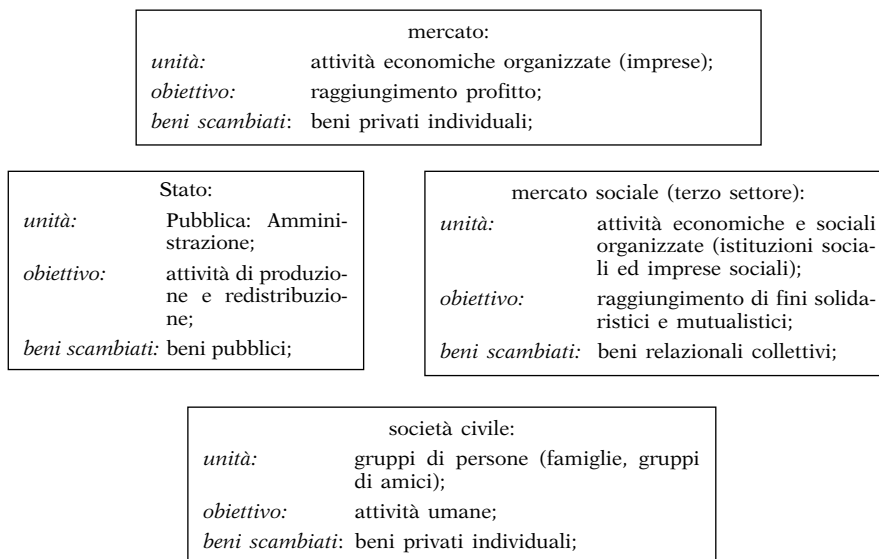 mercato:
unità: attività economiche organizzate (imprese);
obiettivo: raggiungimento profitto;
beni scambiati: beni privati individuali;
Stato:
unità: Pubblica: Ammini-
strazione;
obiettivo: attività di produzio-
ne e redistribuzio-
ne;
beni scambiati: beni pubblici;
mercato sociale (terzo settore):
unità: attività economiche e sociali
organizzate (istituzioni socia-
li ed imprese sociali);
obiettivo: raggiungimento di fini solida-
ristici e mutualistici;
beni scambiati: beni relazionali collettivi;
società civile:
unità: gruppi di persone (famiglie, gruppi
di amici);
obiettivo: attività umane;
beni scambiati: beni privati individuali;